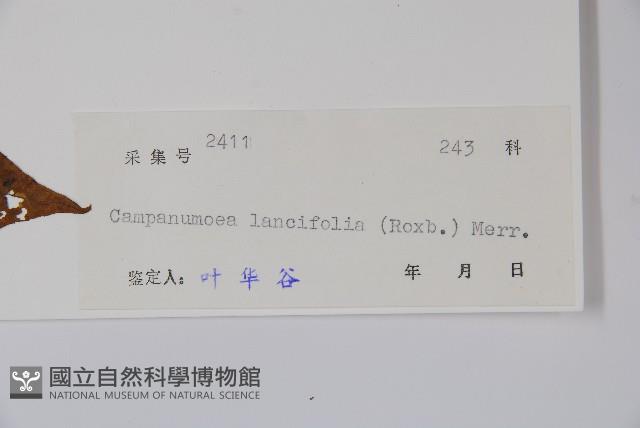 采集号 2411 243 科
Campanumoea lancifolia (Roxb.) Merr.
鉴定人: 叶华谷 年 月 日
國立自然科學博物館
NATIONAL MUSEUM OF NATURAL SCIENCE